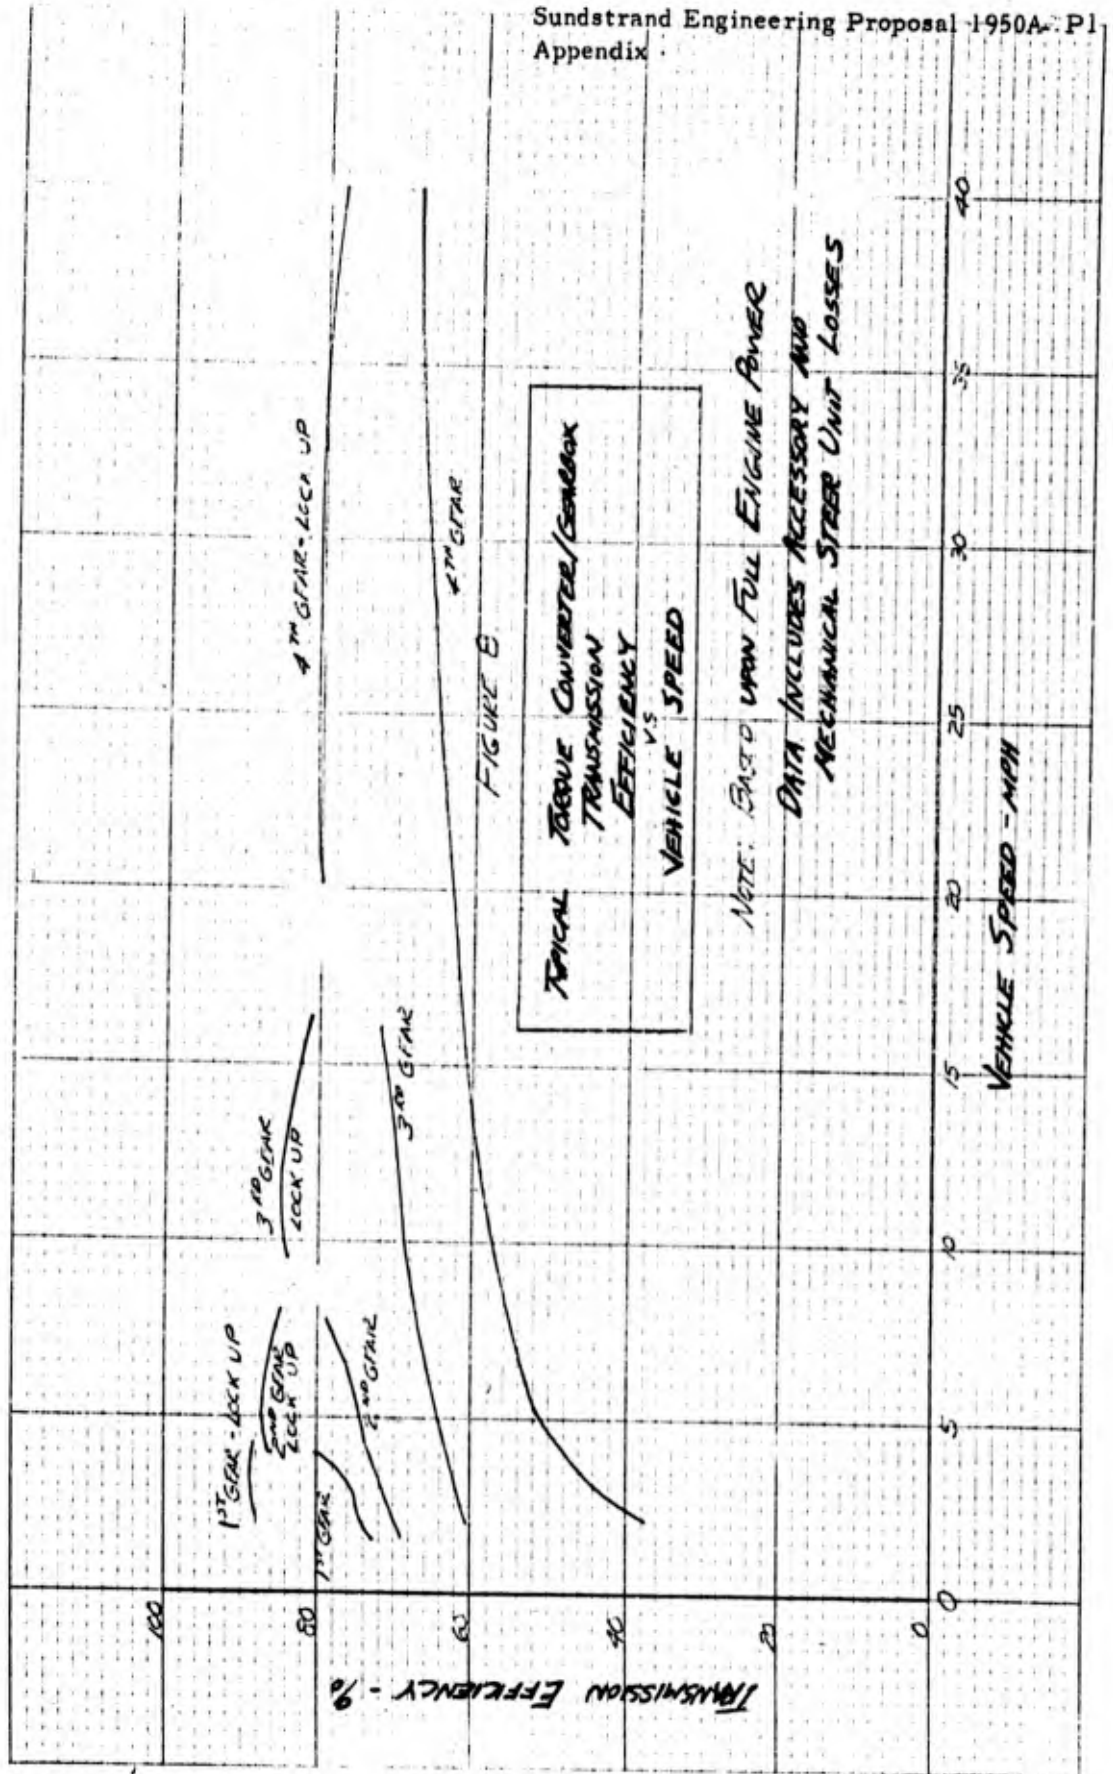 Sundstrand Engineering Proposal 1950A-P1
Appendix
1ST GEAR - LOCK UP
2ND GEAR
LOCK UP
3RD GEAR
LOCK UP
4TH GEAR-LOCK UP
1ST GEAR
2ND GEAR
3RD GEAR
4TH GEAR
FIGURE 8
TYPICAL TORQUE CONVERTER/GEARBOX
TRANSMISSION
EFFICIENCY
VS
VEHICLE SPEED
NOTE: BASED UPON FULL ENGINE POWER
DATA INCLUDES ACCESSORY AND
MECHANICAL STEER UNIT LOSSES
TRANSMISSION EFFICIENCY - %
100
80
60
40
20
0
0 5 10 15 20 25 30 35 40
VEHICLE SPEED - MPH